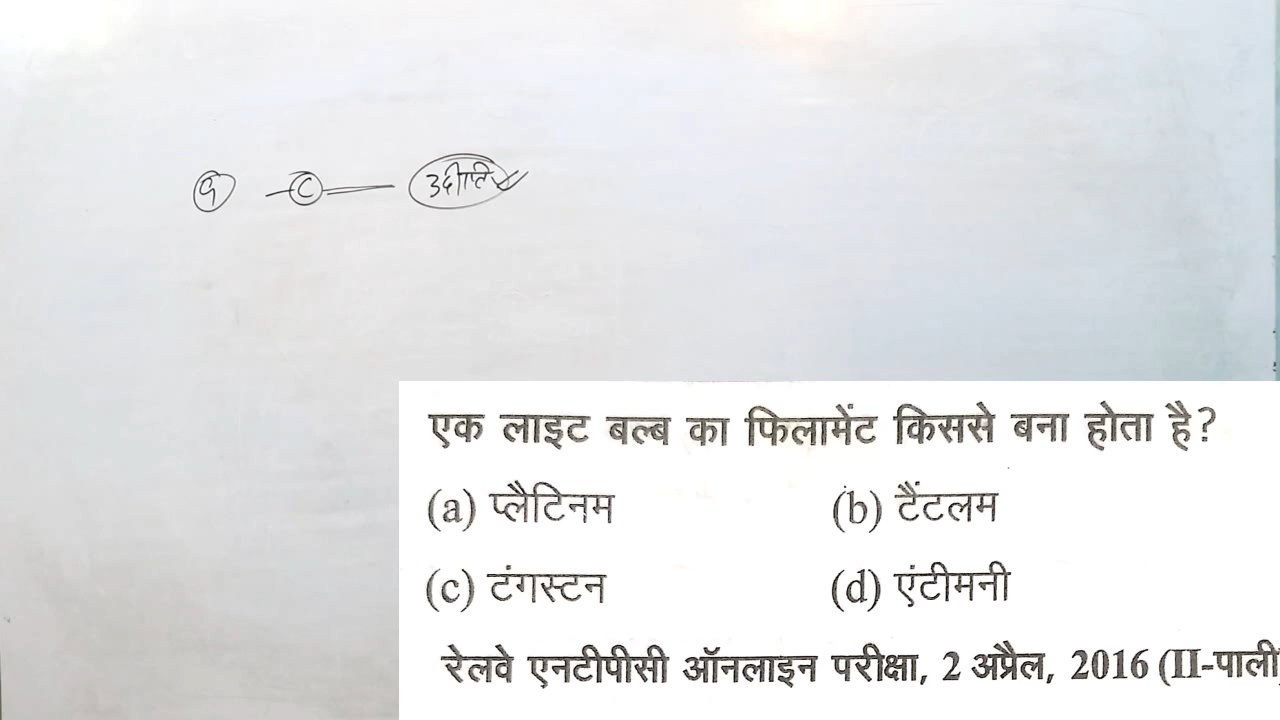 ९ C उद्दीप्ति
एक लाइट बल्ब का फिलामेंट किससे बना होता है?
(a) प्लैटिनम (b) टैंटलम
(c) टंगस्टन (d) एंटीमनी
रेलवे एनटीपीसी ऑनलाइन परीक्षा, 2 अप्रैल, 2016 (II-पाली)